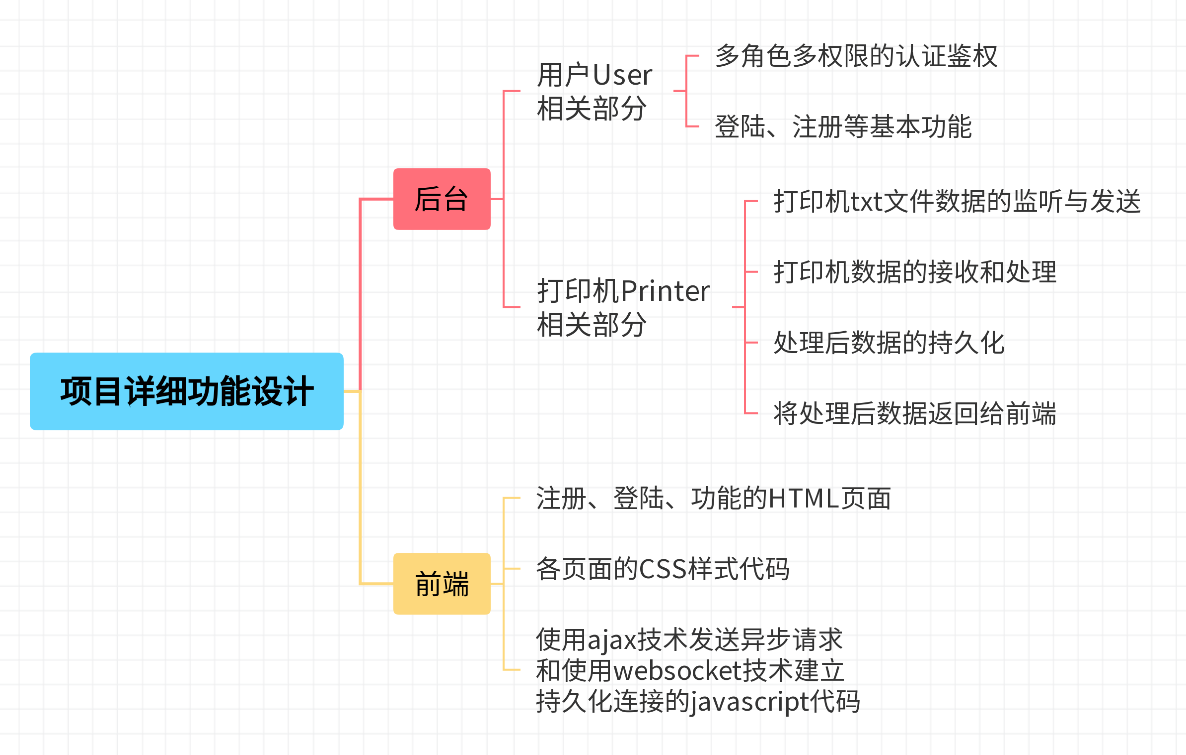 项目详细功能设计
后台
用户User
相关部分
多角色多权限的认证鉴权
登陆、注册等基本功能
打印机Printer
相关部分
打印机txt文件数据的监听与发送
打印机数据的接收和处理
处理后数据的持久化
将处理后数据返回给前端
前端
注册、登陆、功能的HTML页面
各页面的CSS样式代码
使用ajax技术发送异步请求
和使用websocket技术建立
持久化连接的javascript代码